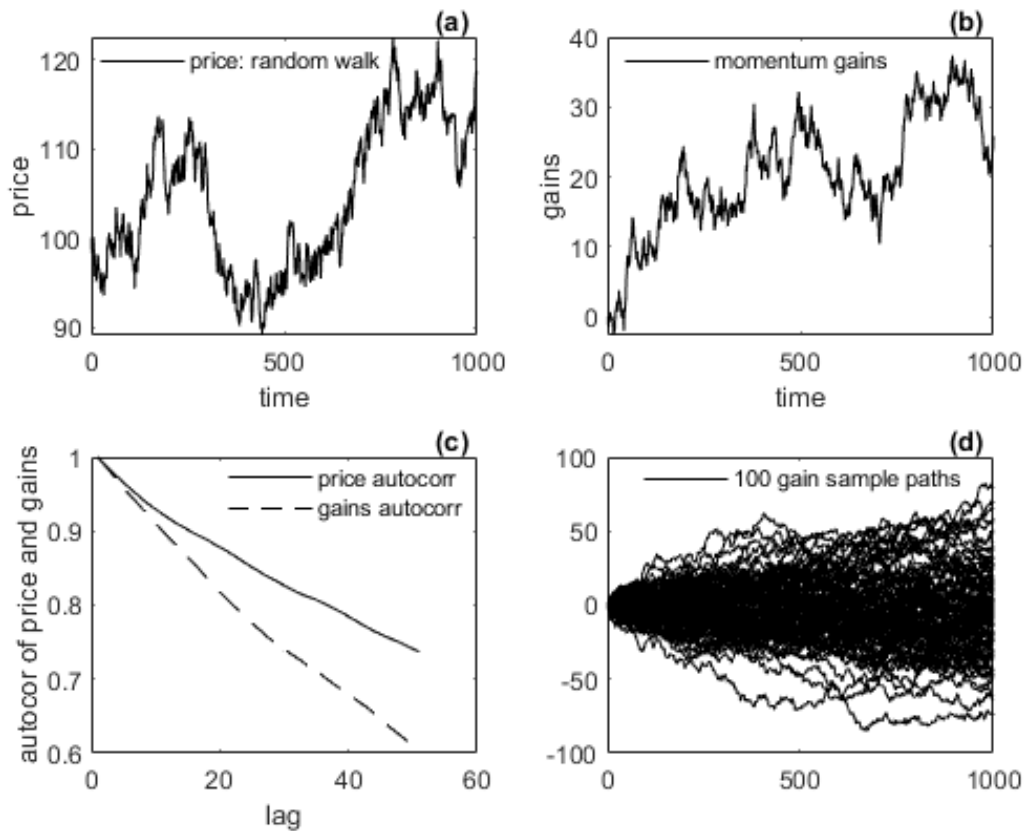 (a)
price: random walk
120
110
100
90
price
0
500
1000
time
(b)
momentum gains
40
30
20
10
0
gains
0
500
1000
time
(c)
price autocorr
gains autocorr
1
0.9
0.8
0.7
0.6
autocor of price and gains
0
20
40
60
lag
(d)
100 gain sample paths
100
50
0
-50
-100
0
500
1000